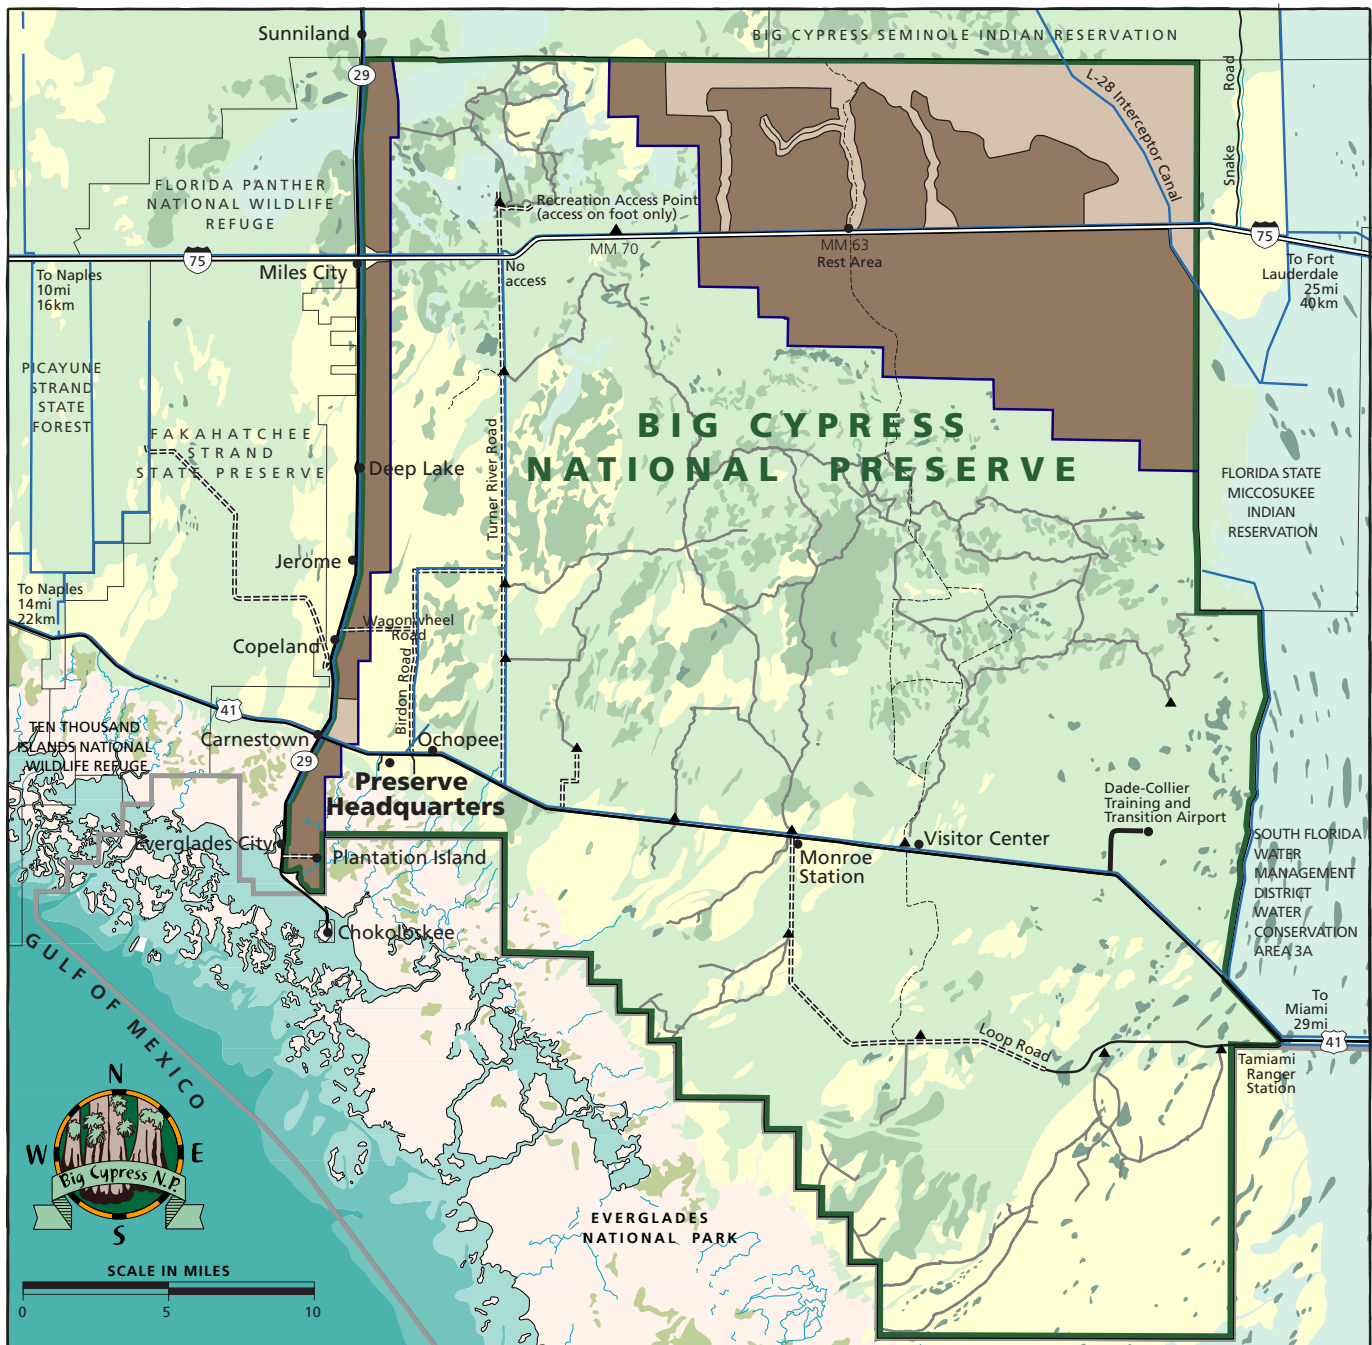 Sunniland
BIG CYPRESS SEMINOLE INDIAN RESERVATION
29
L-28 Interceptor Canal
Snake Road
FLORIDA PANTHER
NATIONAL WILDLIFE
REFUGE
Recreation Access Point
(access on foot only)
MM 70
MM 63
Rest Area
75
75
To Naples
10mi
16km
Miles City
No
access
To Fort
Lauderdale
25mi
40km
PICAYUNE
STRAND
STATE
FOREST
FAKAHATCHEE
STRAND
STATE PRESERVE
Deep Lake
Turner River Road
BIG CYPRESS
NATIONAL PRESERVE
FLORIDA STATE
MICCOSUKEE
INDIAN
RESERVATION
Jerome
To Naples
14mi
22km
Copeland
Wagonwheel
Road
Birdon Road
41
TEN THOUSAND
ISLANDS NATIONAL
WILDLIFE REFUGE
Carnestown
29
Ochopee
Preserve
Headquarters
Dade-Collier
Training and
Transition Airport
Everglades City
Plantation Island
Monroe
Station
Visitor Center
SOUTH FLORIDA
WATER
MANAGEMENT
DISTRICT
WATER
CONSERVATION
AREA 3A
Chokoloskee
GULF OF MEXICO
Loop Road
To
Miami
29mi
41
Tamiami
Ranger
Station
N
W
E
Big Cypress N.P.
S
EVERGLADES
NATIONAL PARK
SCALE IN MILES
0 5 10